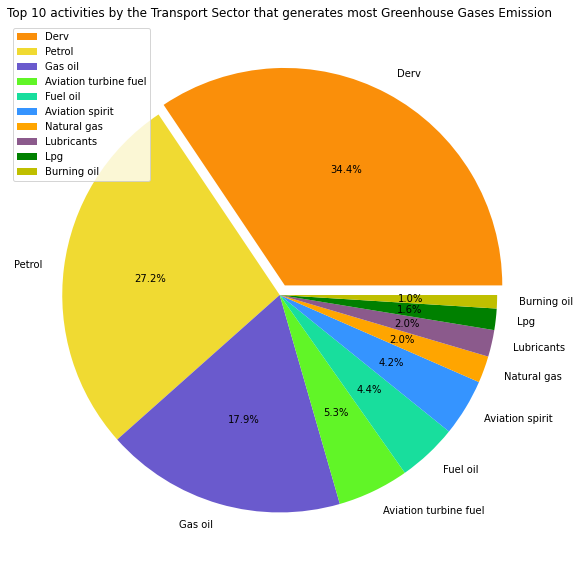 Top 10 activities by the Transport Sector that generates most Greenhouse Gases Emission
Derv
Petrol
Gas oil
Aviation turbine fuel
Fuel oil
Aviation spirit
Natural gas
Lubricants
Lpg
Burning oil
Derv
34.4%
Petrol
27.2%
Gas oil
17.9%
Aviation turbine fuel
5.3%
Fuel oil
4.4%
Aviation spirit
4.2%
Natural gas
2.0%
Lubricants
2.0%
Lpg
1.6%
Burning oil
1.0%